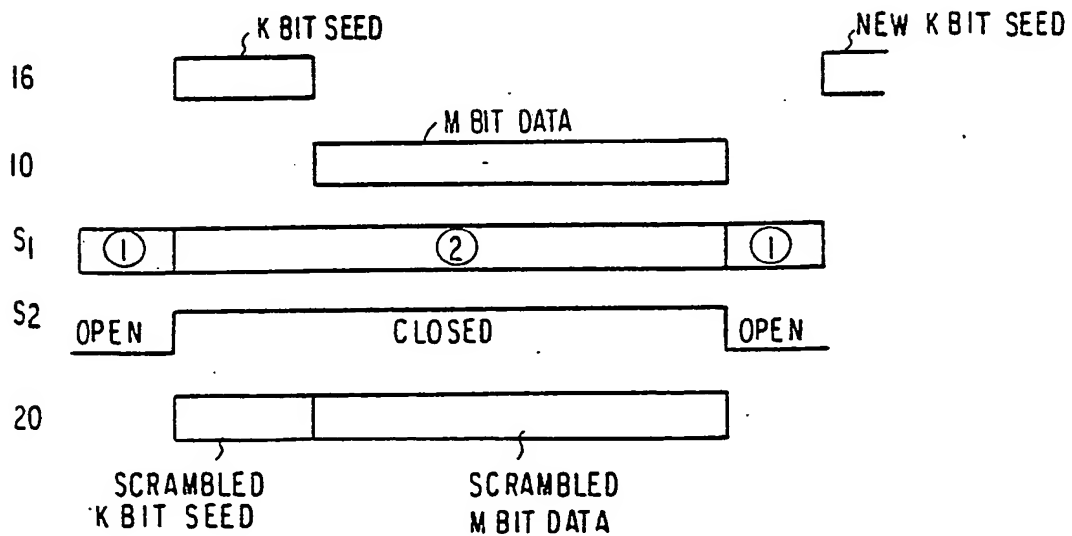 K BIT SEED
NEW K BIT SEED
16
M BIT DATA
10
S1
① ② ①
S2
OPEN CLOSED OPEN
20
SCRAMBLED
K BIT SEED
SCRAMBLED
M BIT DATA